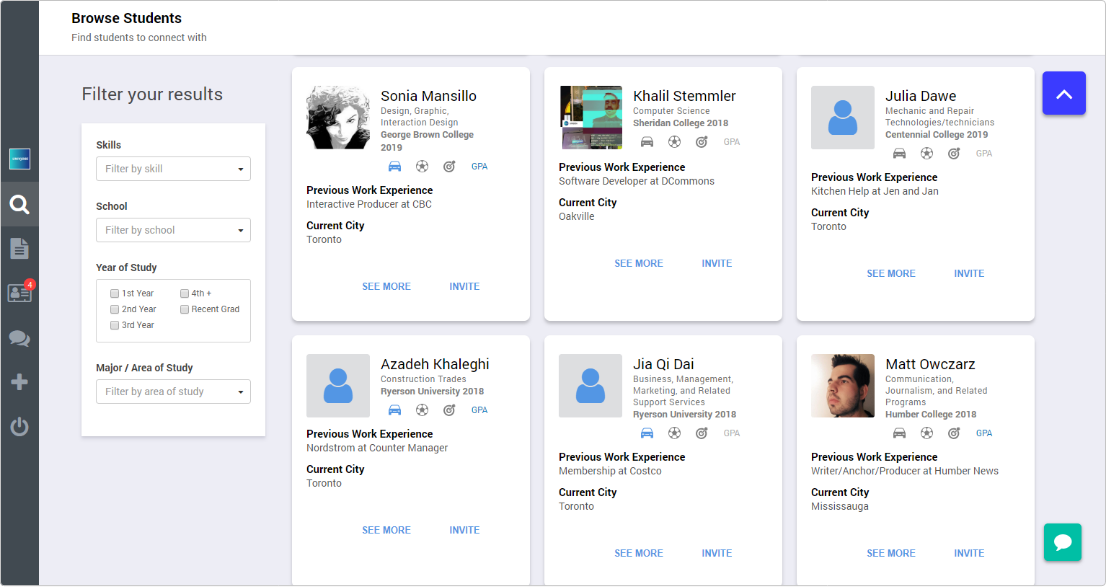 Browse Students
Find students to connect with
4
Filter your results
Skills
Filter by skill
School
Filter by school
Year of Study
1st Year
4th +
2nd Year
Recent Grad
3rd Year
Major / Area of Study
Filter by area of study
Sonia Mansillo
Design, Graphic,
Interaction Design
George Brown College
2019
GPA
Previous Work Experience
Interactive Producer at CBC
Current City
Toronto
SEE MORE
INVITE
Khalil Stemmler
Computer Science
Sheridan College 2018
GPA
Previous Work Experience
Software Developer at DCommons
Current City
Oakville
SEE MORE
INVITE
Julia Dawe
Mechanic and Repair
Technologies/technicians
Centennial College 2019
GPA
Previous Work Experience
Kitchen Help at Jen and Jan
Current City
Toronto
SEE MORE
INVITE
Azadeh Khaleghi
Construction Trades
Ryerson University 2018
GPA
Previous Work Experience
Nordstrom at Counter Manager
Current City
Toronto
SEE MORE
INVITE
Jia Qi Dai
Business, Management,
Marketing, and Related
Support Services
Ryerson University 2018
GPA
Previous Work Experience
Membership at Costco
Current City
Toronto
SEE MORE
INVITE
Matt Owczarz
Communication,
Journalism, and Related
Programs
Humber College 2018
GPA
Previous Work Experience
Writer/Anchor/Producer at Humber News
Current City
Mississauga
SEE MORE
INVITE